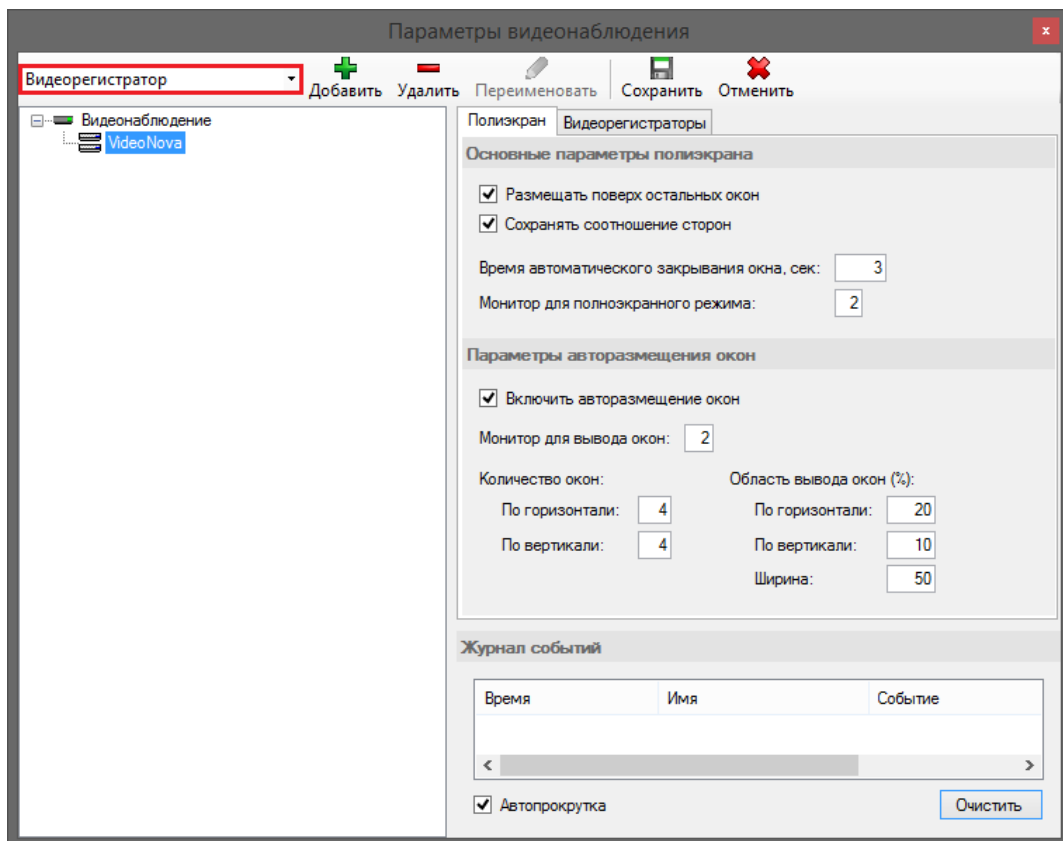 Параметры видеонаблюдения
x
Видеорегистратор
Добавить Удалить Переименовать Сохранить Отменить
Видеонаблюдение
VideoNova
Полиэкран Видеорегистраторы
Основные параметры полиэкрана
Размещать поверх остальных окон
Сохранять соотношение сторон
Время автоматического закрывания окна, сек: 3
Монитор для полноэкранного режима: 2
Параметры авторазмещения окон
Включить авторазмещение окон
Монитор для вывода окон: 2
Количество окон: Область вывода окон (%):
По горизонтали: 4 По горизонтали: 20
По вертикали: 4 По вертикали: 10
Ширина: 50
Журнал событий
Время Имя Событие
Автопрокрутка Очистить